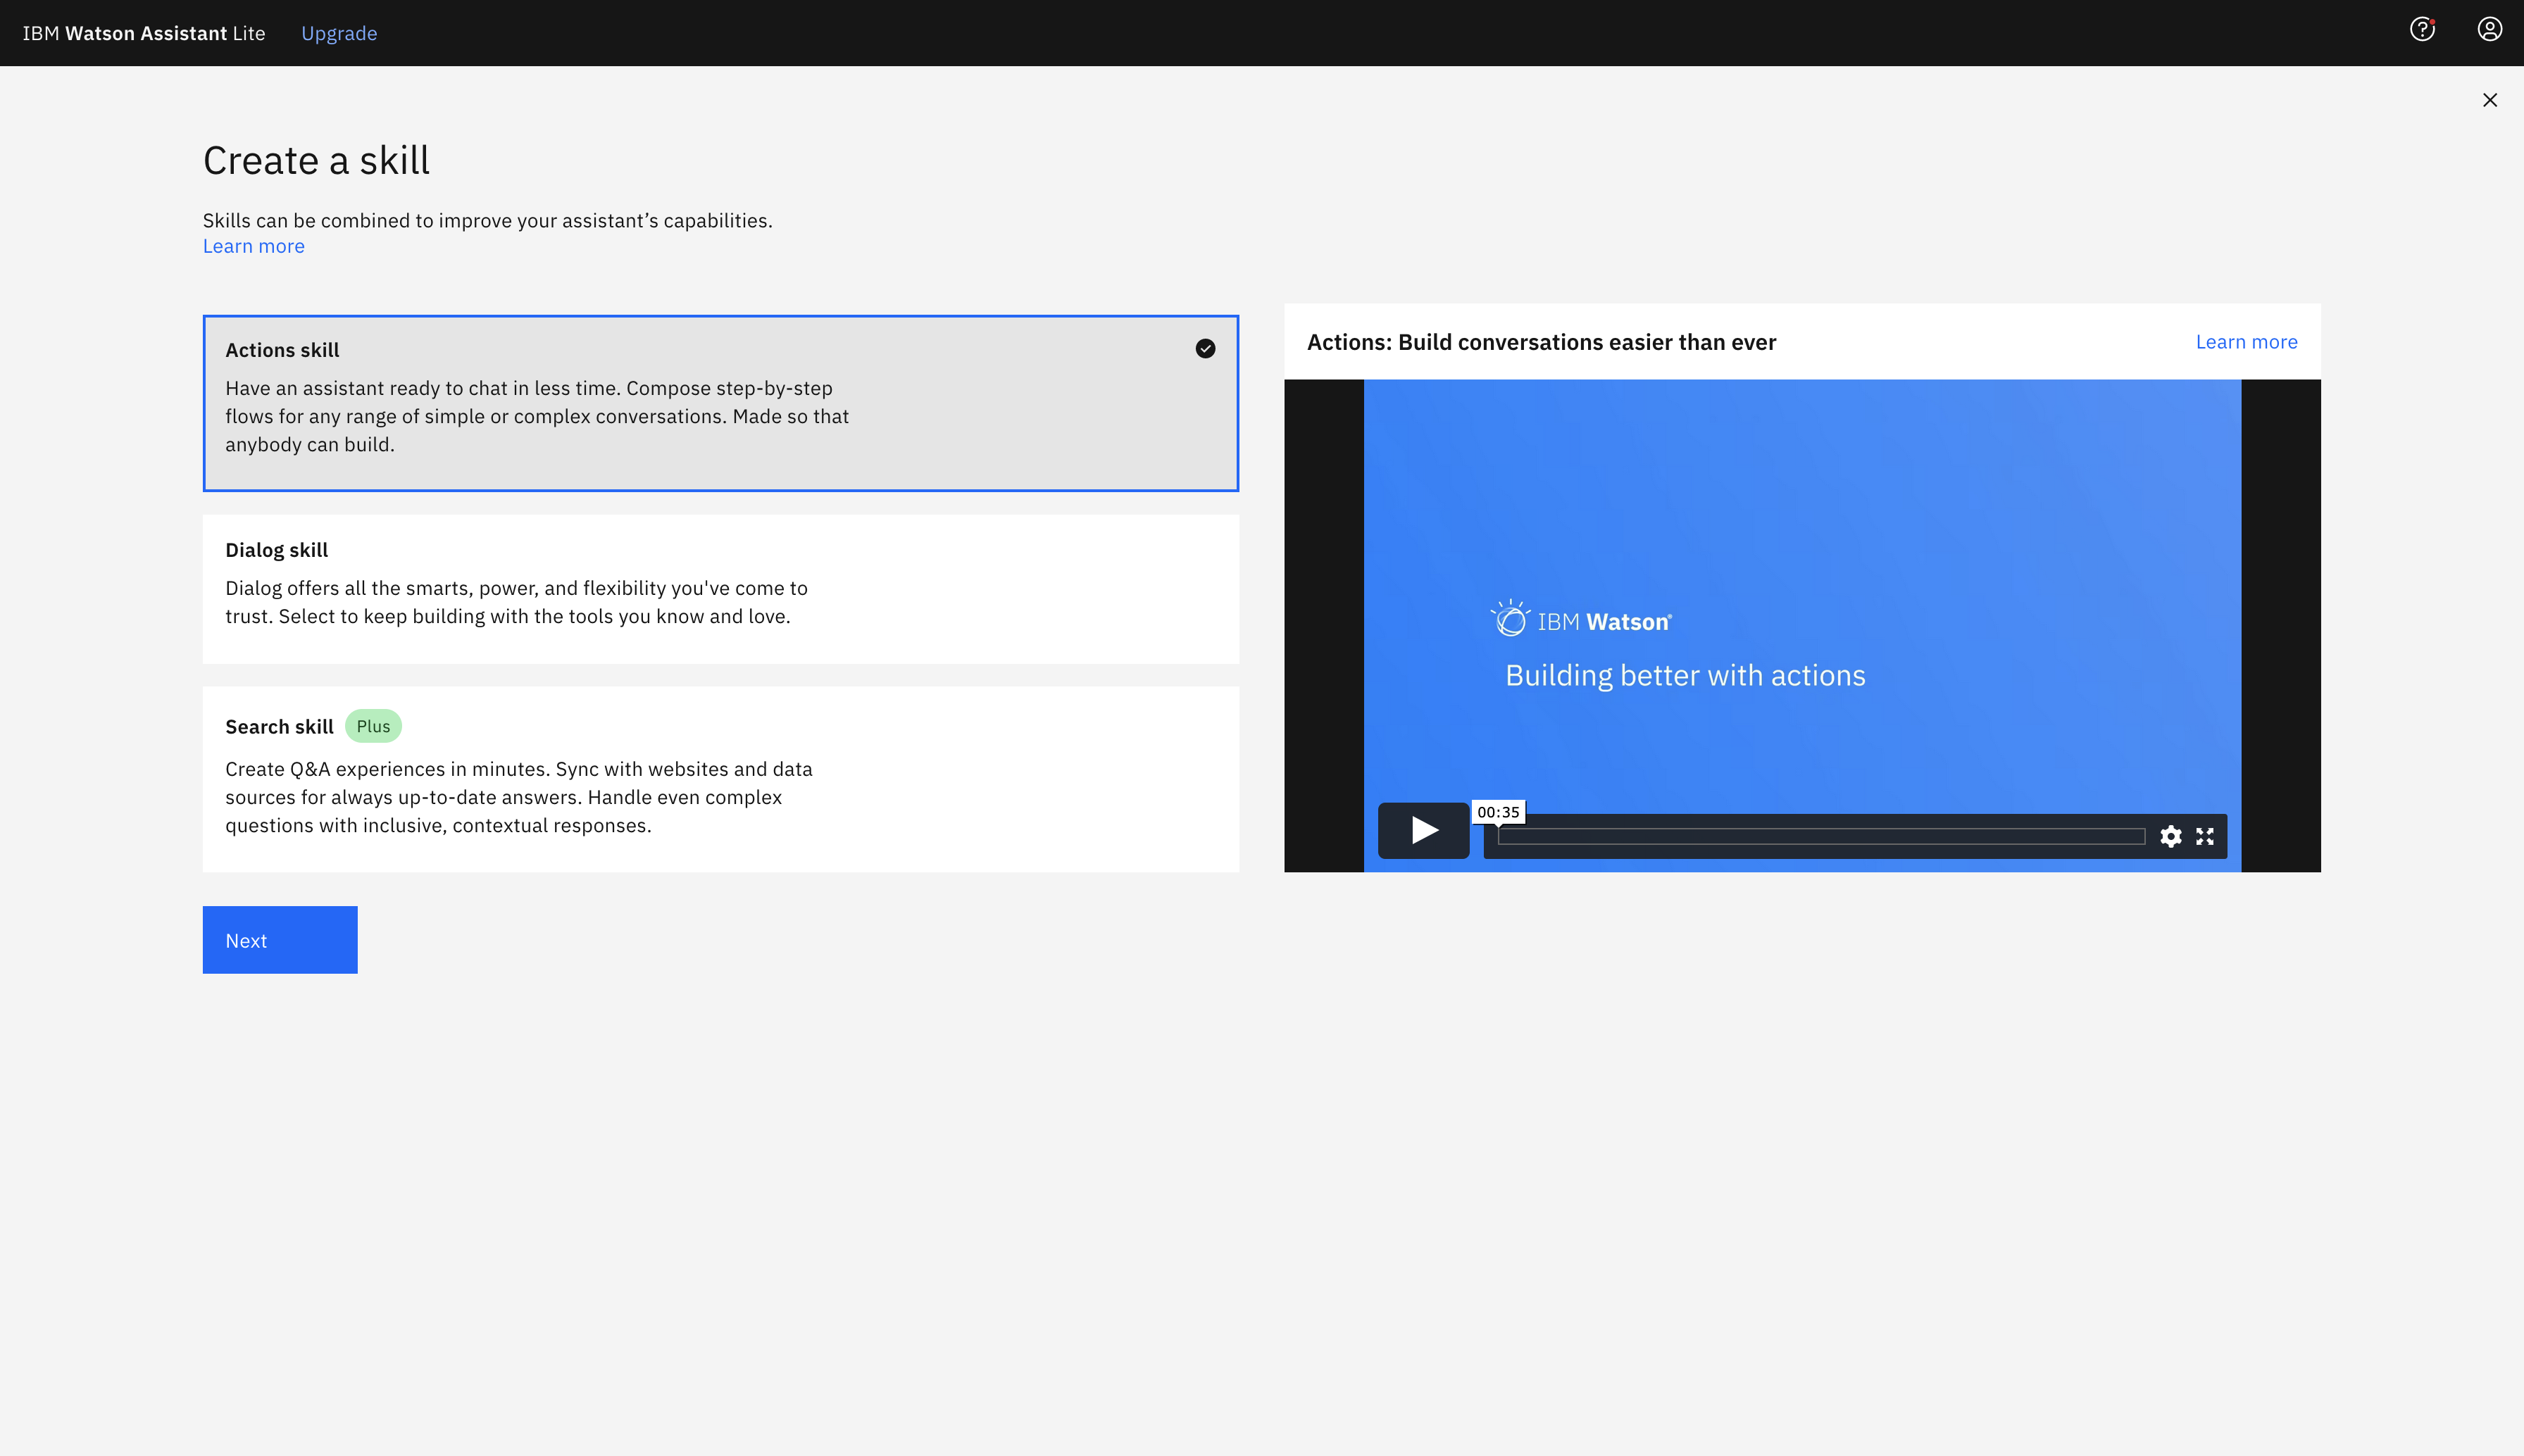 IBM Watson Assistant Lite
Upgrade
Create a skill
Skills can be combined to improve your assistant’s capabilities.
Learn more
Actions skill
Have an assistant ready to chat in less time. Compose step-by-step
flows for any range of simple or complex conversations. Made so that
anybody can build.
Dialog skill
Dialog offers all the smarts, power, and flexibility you've come to
trust. Select to keep building with the tools you know and love.
Search skill Plus
Create Q&A experiences in minutes. Sync with websites and data
sources for always up-to-date answers. Handle even complex
questions with inclusive, contextual responses.
Next
Actions: Build conversations easier than ever
Learn more
IBM Watson®
Building better with actions
00:35